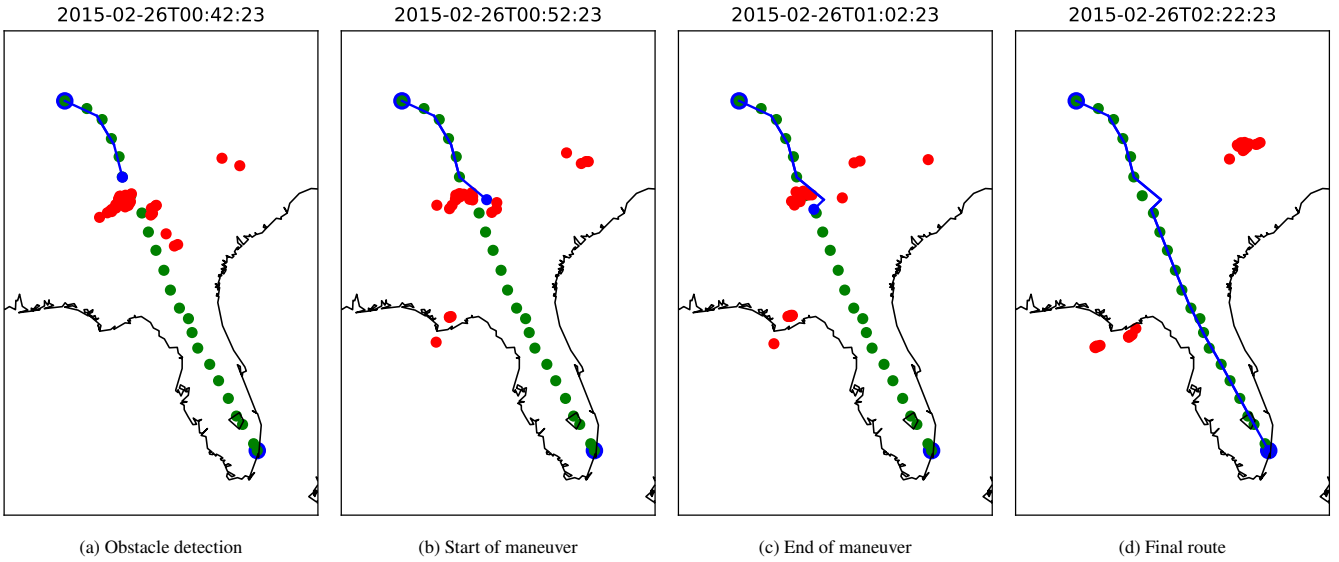 2015-02-26T00:42:23
2015-02-26T00:52:23
2015-02-26T01:02:23
2015-02-26T02:22:23
(a) Obstacle detection
(b) Start of maneuver
(c) End of maneuver
(d) Final route